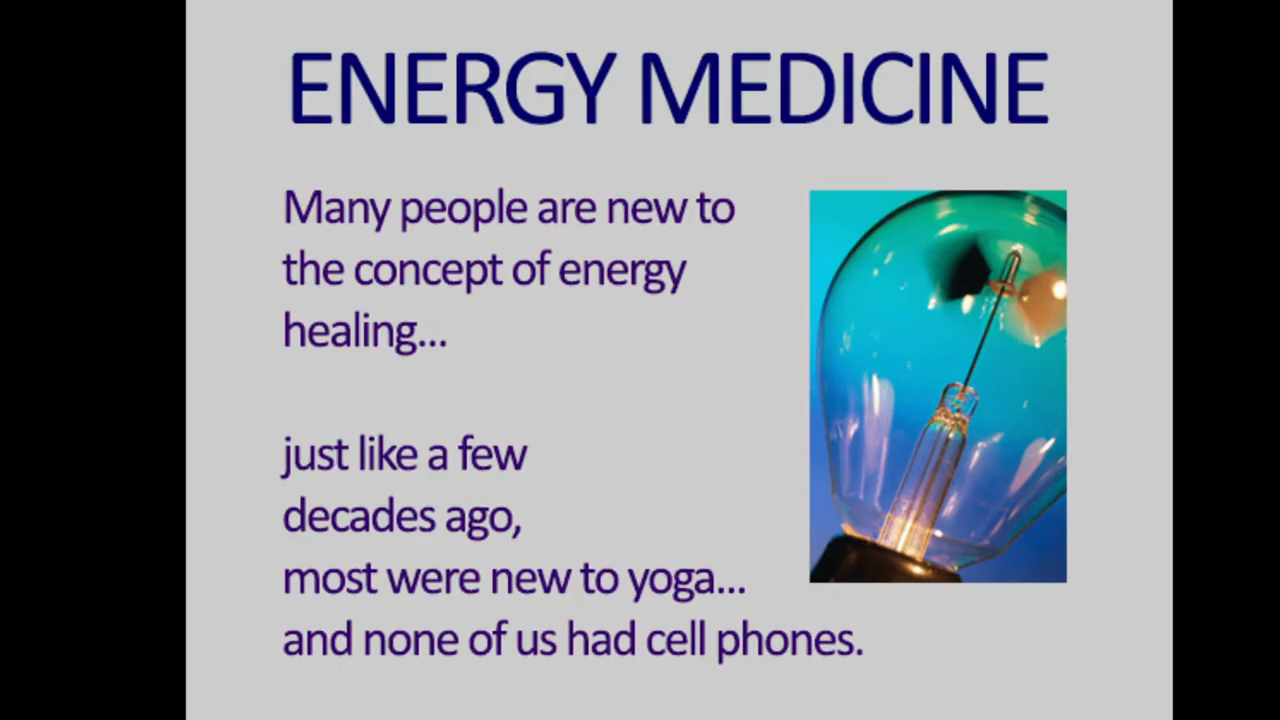 ENERGY MEDICINE
Many people are new to
the concept of energy
healing...
just like a few
decades ago,
most were new to yoga...
and none of us had cell phones.